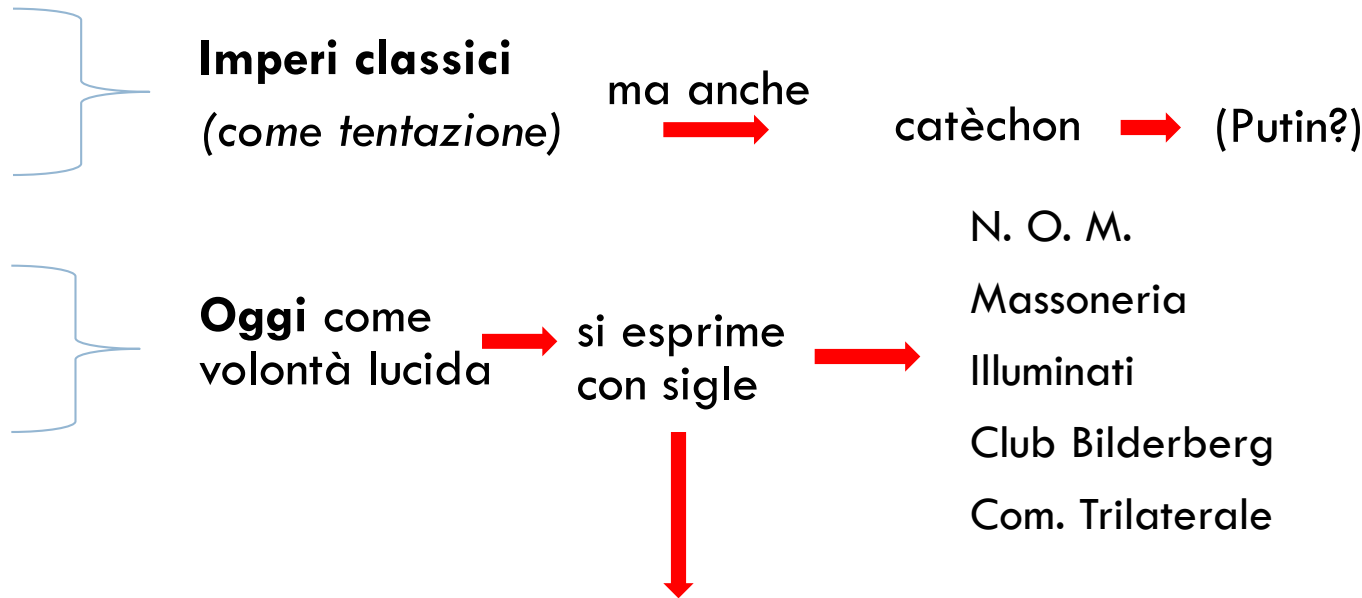 Imperi classici
(come tentazione)
ma anche
catèchon
(Putin?)
Oggi come
volontà lucida
si esprime
con sigle
N. O. M.
Massoneria
Illuminati
Club Bilderberg
Com. Trilaterale